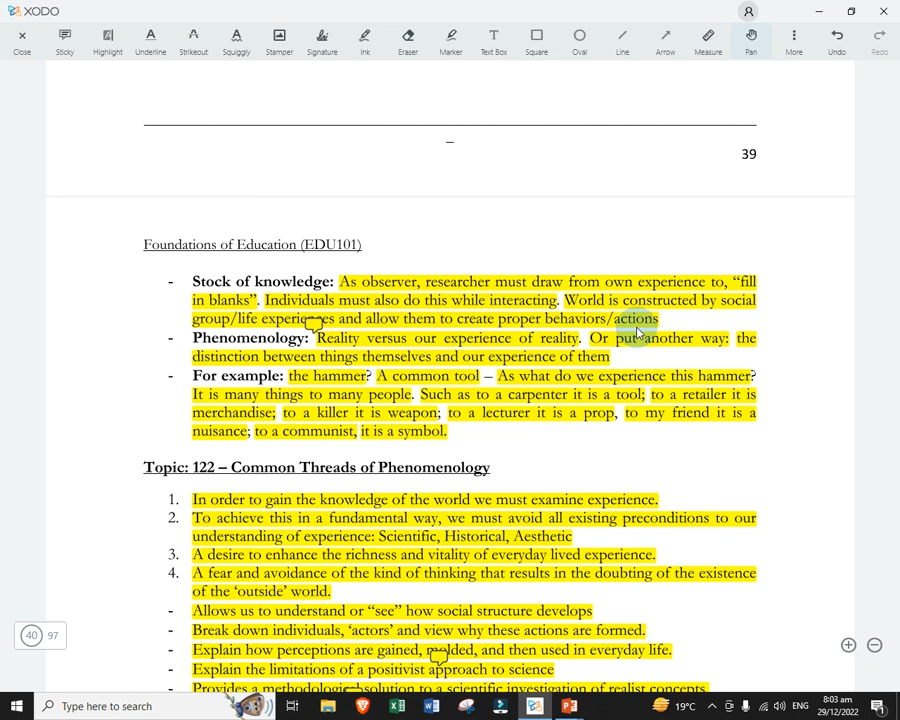 XODO
Close
Sticky
Highlight
Underline
Strikeout
Squiggly
Stamper
Signature
Ink
Eraser
Marker
Text Box
Square
Oval
Line
Arrow
Measure
Pan
More
Undo
Redo
39
Foundations of Education (EDU101)
- Stock of knowledge: As observer, researcher must draw from own experience to, “fill
in blanks”. Individuals must also do this while interacting. World is constructed by social
group/life experiences and allow them to create proper behaviors/actions
- Phenomenology: Reality versus our experience of reality. Or put another way: the
distinction between things themselves and our experience of them
- For example: the hammer? A common tool – As what do we experience this hammer?
It is many things to many people. Such as to a carpenter it is a tool; to a retailer it is
merchandise; to a killer it is weapon; to a lecturer it is a prop, to my friend it is a
nuisance; to a communist, it is a symbol.
Topic: 122 – Common Threads of Phenomenology
1. In order to gain the knowledge of the world we must examine experience.
2. To achieve this in a fundamental way, we must avoid all existing preconditions to our
understanding of experience: Scientific, Historical, Aesthetic
3. A desire to enhance the richness and vitality of everyday lived experience.
4. A fear and avoidance of the kind of thinking that results in the doubting of the existence
of the ‘outside’ world.
- Allows us to understand or “see” how social structure develops
- Break down individuals, ‘actors’ and view why these actions are formed.
- Explain how perceptions are gained, molded, and then used in everyday life.
- Explain the limitations of a positivist approach to science
- Provides a methodological solution to a scientific investigation of realist concepts
40 97
Type here to search
19°C
ENG
8:03 am
29/12/2022